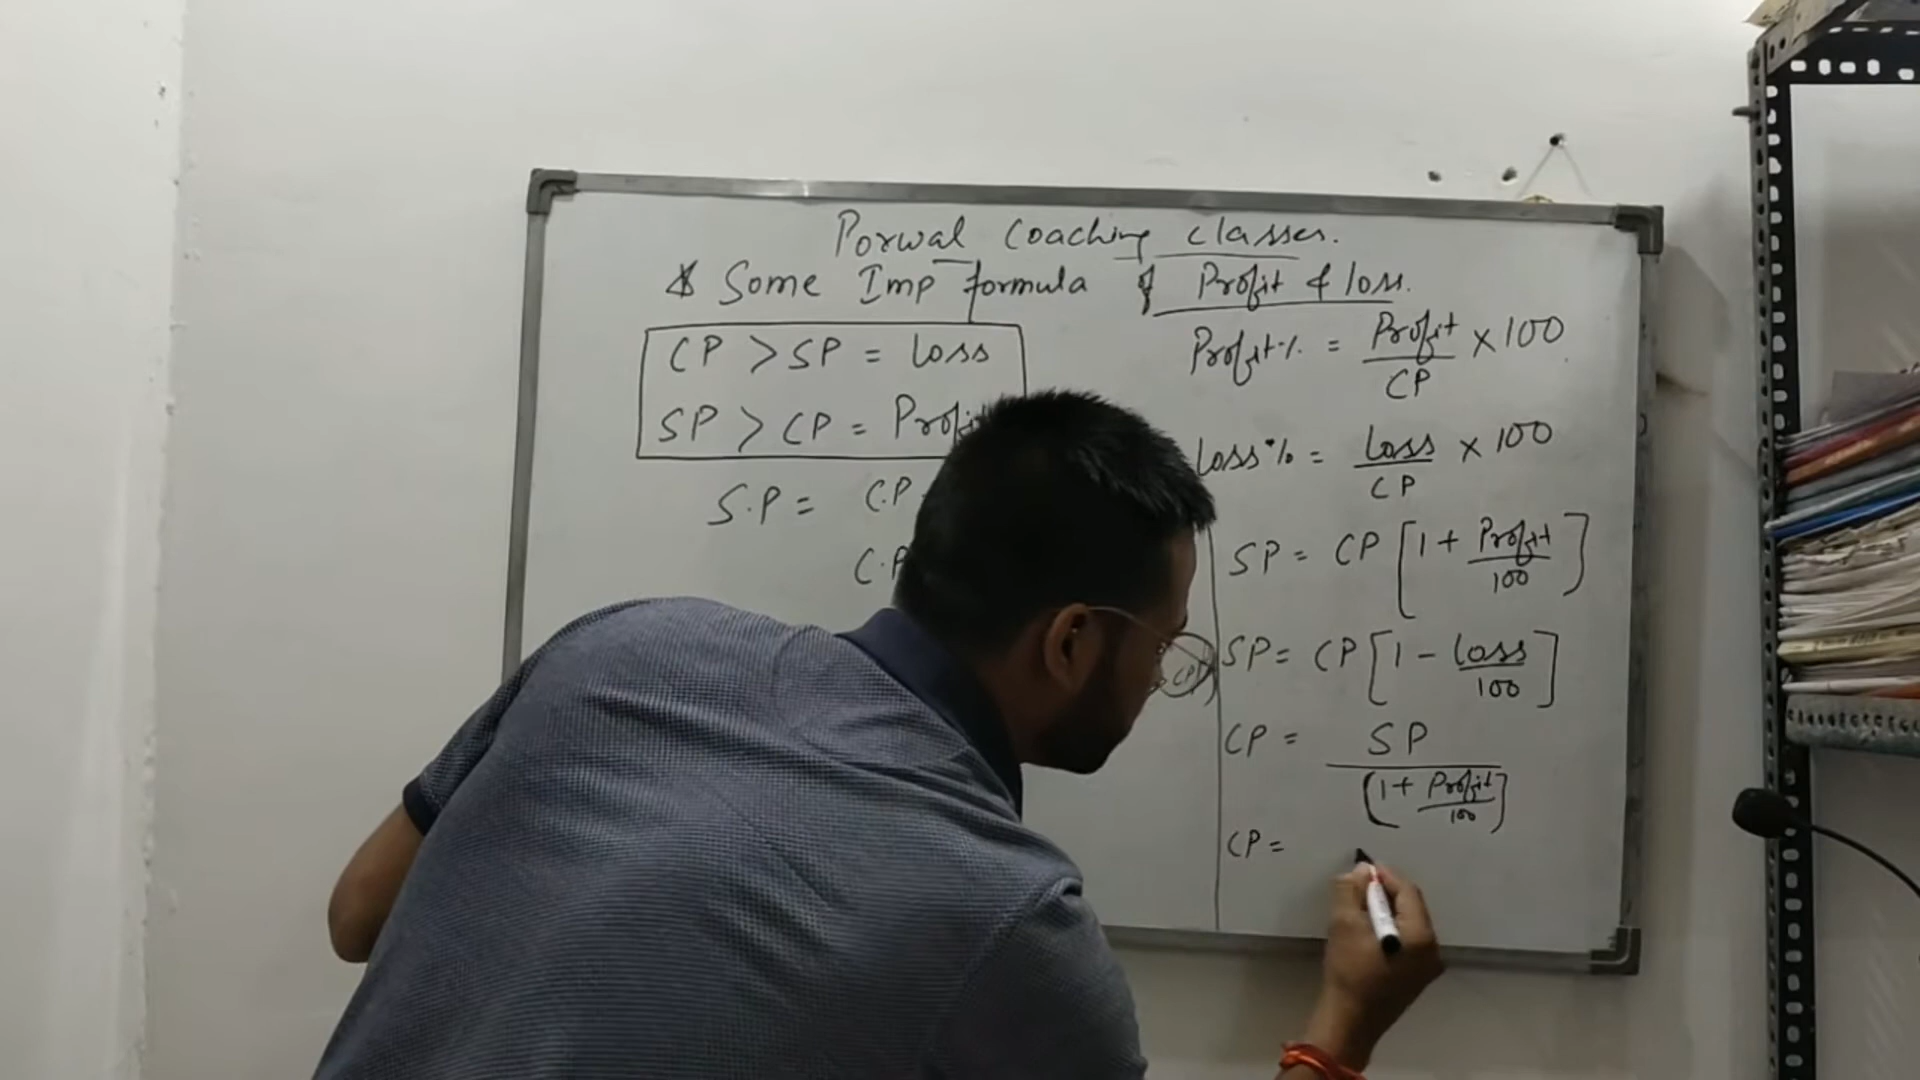 Porwal Coaching classes.
Some Imp formula of Profit & loss.
CP > SP = loss
SP > CP = Profit
S.P = C.P
C.P
Profit% = Profit/CP × 100
Loss% = Loss/CP × 100
SP = CP [1 + Profit/100]
CP
SP = CP [1 - Loss/100]
CP = SP/(1 + Profit/100)
CP =